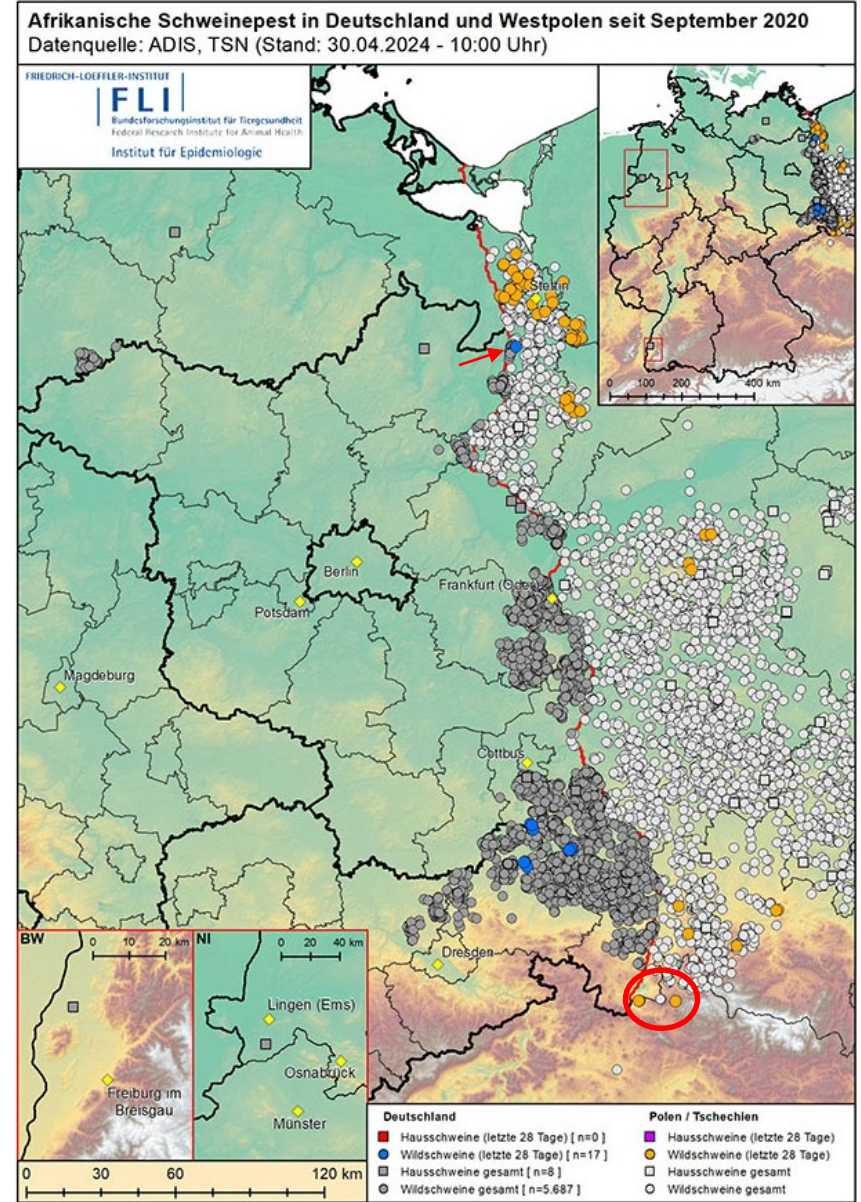 Afrikanische Schweinepest in Deutschland und Westpolen seit September 2020
Datenquelle: ADIS, TSN (Stand: 30.04.2024 - 10:00 Uhr)
FRIEDRICH-LOEFFLER-INSTITUT
FLI
Bundesforschungsinstitut für Tiergesundheit
Federal Research Institute for Animal Health
Institut für Epidemiologie
0 100 200 400 km
Stettin
Berlin
Potsdam
Frankfurt (Oder)
Magdeburg
Cottbus
Dresden
BW
0 10 20 km
Freiburg im
Breisgau
NI
0 20 40 km
Lingen (Ems)
Osnabrück
Münster
0 30 60 120 km
Deutschland
Hausschweine (letzte 28 Tage) [ n=0 ]
Wildschweine (letzte 28 Tage) [ n=17 ]
Hausschweine gesamt [ n=8 ]
Wildschweine gesamt [ n=5.687 ]
Polen / Tschechien
Hausschweine (letzte 28 Tage)
Wildschweine (letzte 28 Tage)
Hausschweine gesamt
Wildschweine gesamt